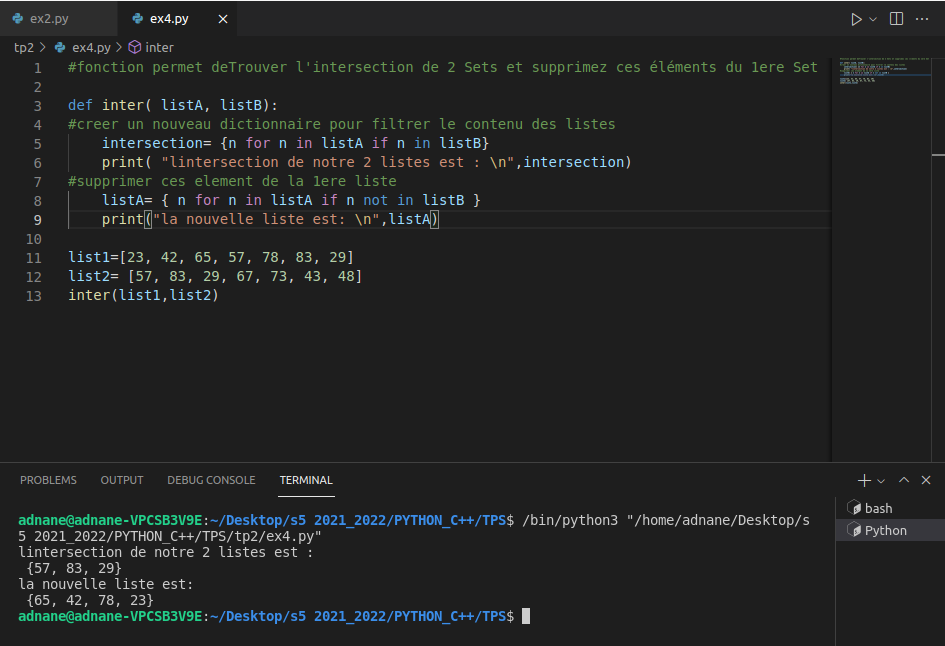 ex2.py ex4.py
tp2 > ex4.py > inter
1 #fonction permet deTrouver l'intersection de 2 Sets et supprimez ces éléments du 1ere Set
2
3 def inter( listA, listB):
4 #creer un nouveau dictionnaire pour filtrer le contenu des listes
5 intersection= {n for n in listA if n in listB}
6 print( "lintersection de notre 2 listes est : \n",intersection)
7 #supprimer ces element de la 1ere liste
8 listA= { n for n in listA if n not in listB }
9 print("la nouvelle liste est: \n",listA)
10
11 list1=[23, 42, 65, 57, 78, 83, 29]
12 list2= [57, 83, 29, 67, 73, 43, 48]
13 inter(list1,list2)
PROBLEMS OUTPUT DEBUG CONSOLE TERMINAL
adnane@adnane-VPCSB3V9E:~/Desktop/s5 2021_2022/PYTHON_C++/TPS$ /bin/python3 "/home/adnane/Desktop/s
5 2021_2022/PYTHON_C++/TPS/tp2/ex4.py"
lintersection de notre 2 listes est :
{57, 83, 29}
la nouvelle liste est:
{65, 42, 78, 23}
adnane@adnane-VPCSB3V9E:~/Desktop/s5 2021_2022/PYTHON_C++/TPS$
bash
Python